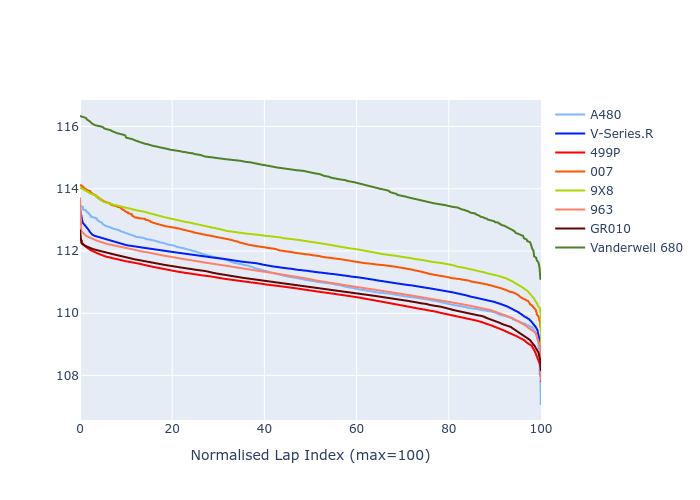 116
114
112
110
108
0 20 40 60 80 100
Normalised Lap Index (max=100)
A480
V-Series.R
499P
007
9X8
963
GR010
Vanderwell 680